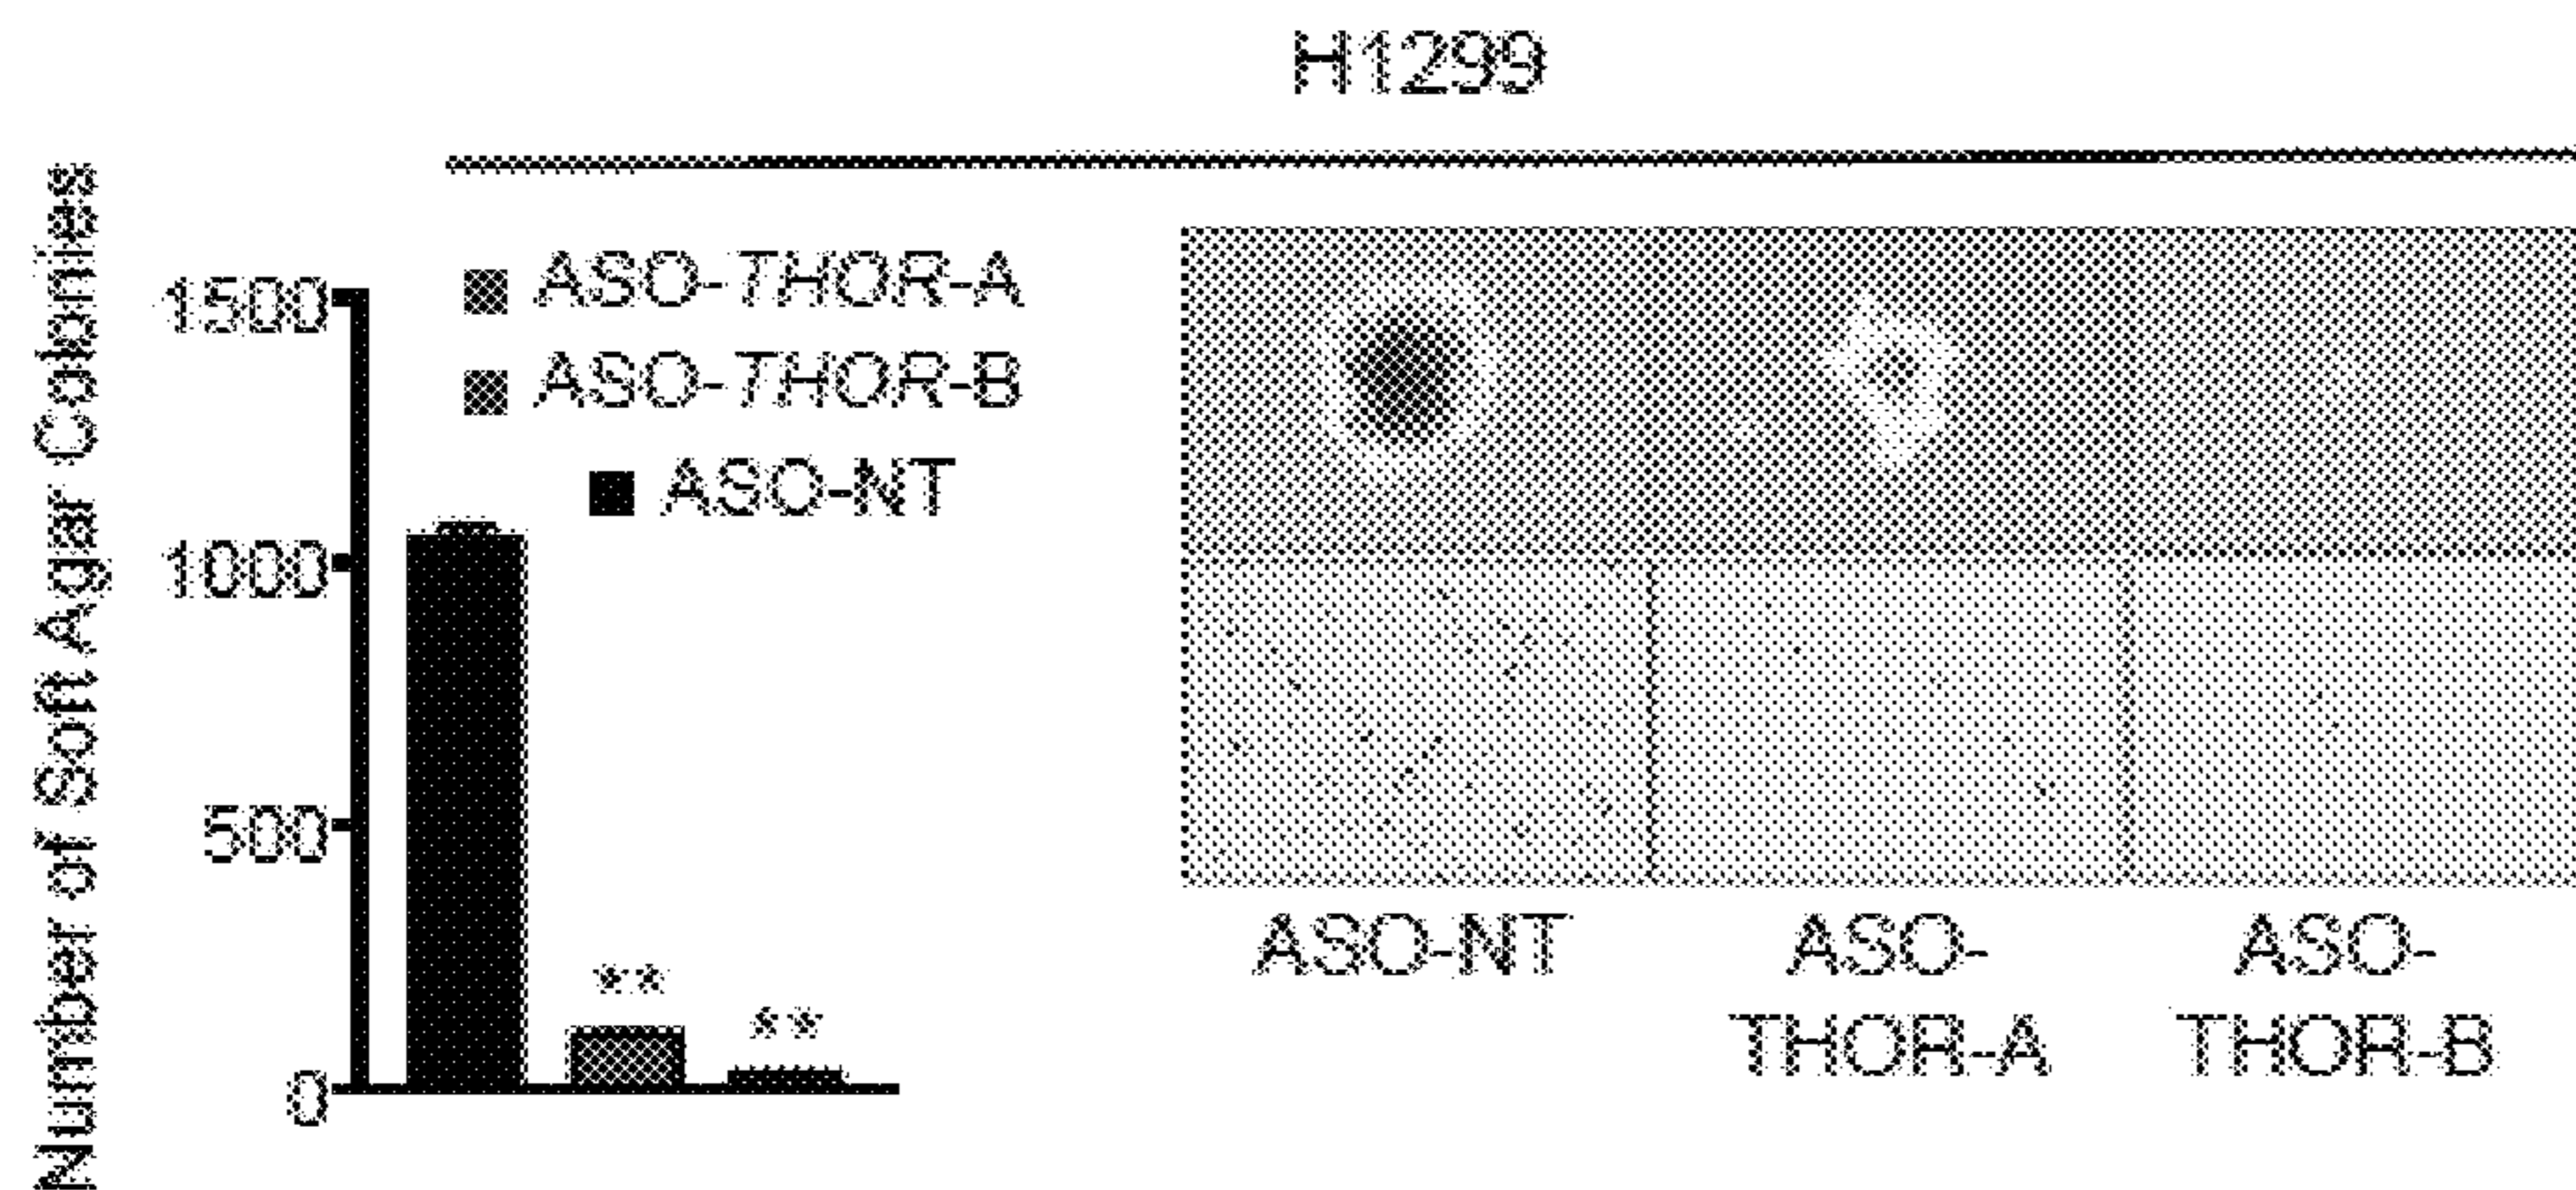 H1299
Number of Soft Agar Colonies
1500
1000
500
0
ASO-THOR-A
ASO-THOR-B
ASO-NT
**
**
ASO-NT
ASO-
THOR-A
ASO-
THOR-B